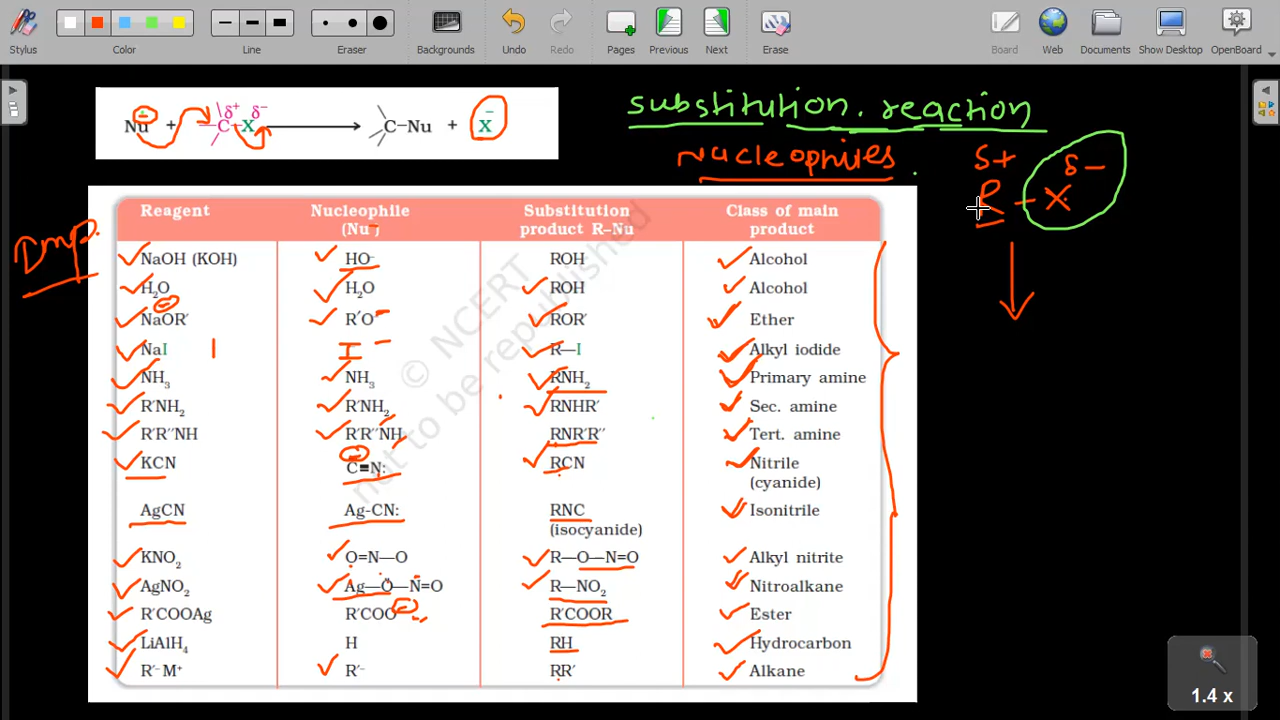 Stylus Color Line Eraser Backgrounds Undo Redo Pages Previous Next Erase Board Web Documents Show Desktop OpenBoard
Nu⁻ + C^δ+–X^δ− → C–Nu + X⁻
substitution. reaction
Nucleophiles.
δ+ δ−
R – X
Imp.
Reagent Nucleophile (Nu⁻) Substitution product R–Nu Class of main product
NaOH (KOH) HO⁻ ROH Alcohol
H₂O H₂O ROH Alcohol
NaOR′ R′O⁻ ROR′ Ether
NaI I⁻ R—I Alkyl iodide
NH₃ NH₃ RNH₂ Primary amine
R′NH₂ R′NH₂ RNHR′ Sec. amine
R′R″NH R′R″NH RNR′R″ Tert. amine
KCN C≡N: RCN Nitrile (cyanide)
AgCN Ag-CN: RNC (isocyanide) Isonitrile
KNO₂ O=N—O R—O—N=O Alkyl nitrite
AgNO₂ Ag—Ö—N=O R—NO₂ Nitroalkane
R′COOAg R′COO⁻ R′COOR Ester
LiAlH₄ H RH Hydrocarbon
R′⁻ M⁺ R′⁻ RR′ Alkane
© NCERT
not to be republished
1.4 x